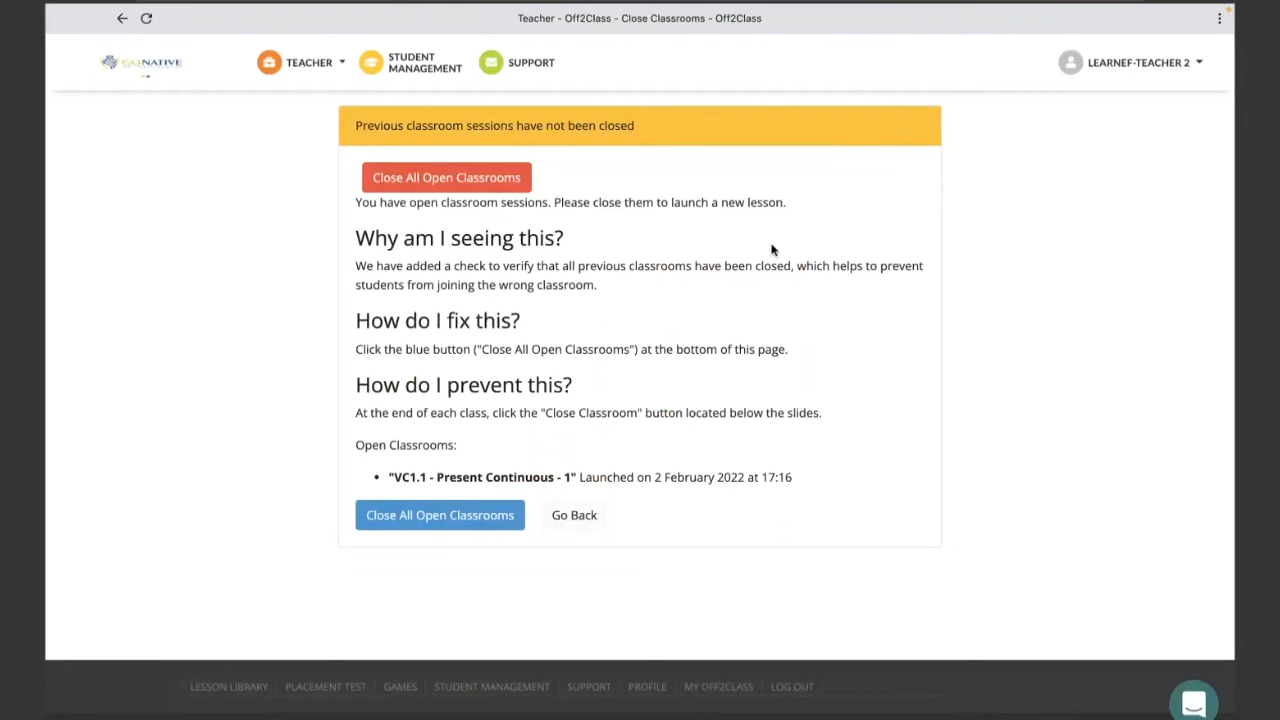 Teacher - Off2Class - Close Classrooms - Off2Class
GONATIVE
TEACHER
STUDENT
MANAGEMENT
SUPPORT
LEARNEF-TEACHER 2
Previous classroom sessions have not been closed
Close All Open Classrooms
You have open classroom sessions. Please close them to launch a new lesson.
Why am I seeing this?
We have added a check to verify that all previous classrooms have been closed, which helps to prevent
students from joining the wrong classroom.
How do I fix this?
Click the blue button ("Close All Open Classrooms") at the bottom of this page.
How do I prevent this?
At the end of each class, click the "Close Classroom" button located below the slides.
Open Classrooms:
• "VC1.1 - Present Continuous - 1" Launched on 2 February 2022 at 17:16
Close All Open Classrooms
Go Back
LESSON LIBRARY
PLACEMENT TEST
GAMES
STUDENT MANAGEMENT
SUPPORT
PROFILE
MY OFF2CLASS
LOG OUT